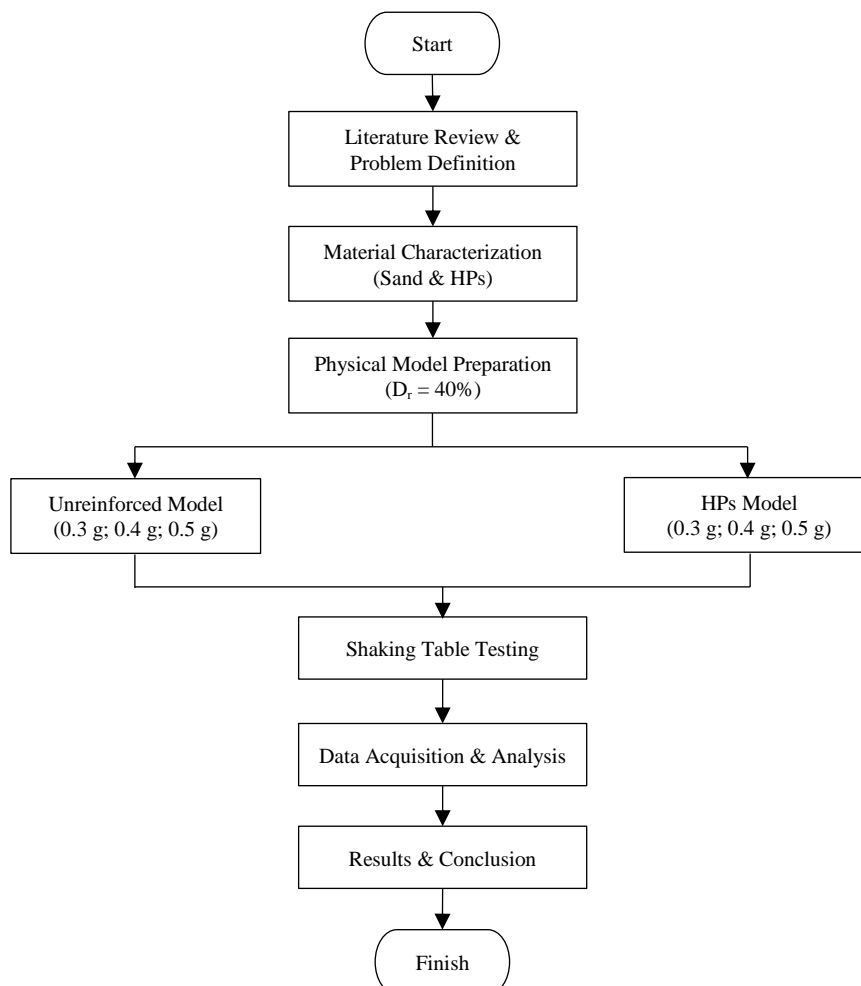 Start
Literature Review &
Problem Definition
Material Characterization
(Sand & HPs)
Physical Model Preparation
(Dᵣ = 40%)
Unreinforced Model
(0.3 g; 0.4 g; 0.5 g)
HPs Model
(0.3 g; 0.4 g; 0.5 g)
Shaking Table Testing
Data Acquisition & Analysis
Results & Conclusion
Finish